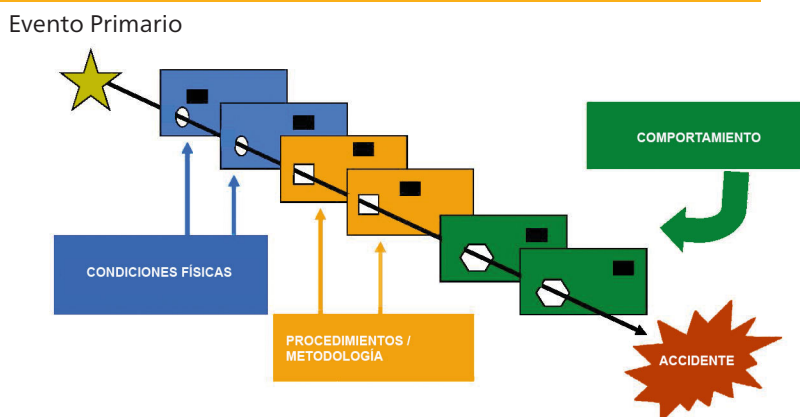 Evento Primario
COMPORTAMIENTO
CONDICIONES FÍSICAS
PROCEDIMIENTOS /
METODOLOGÍA
ACCIDENTE